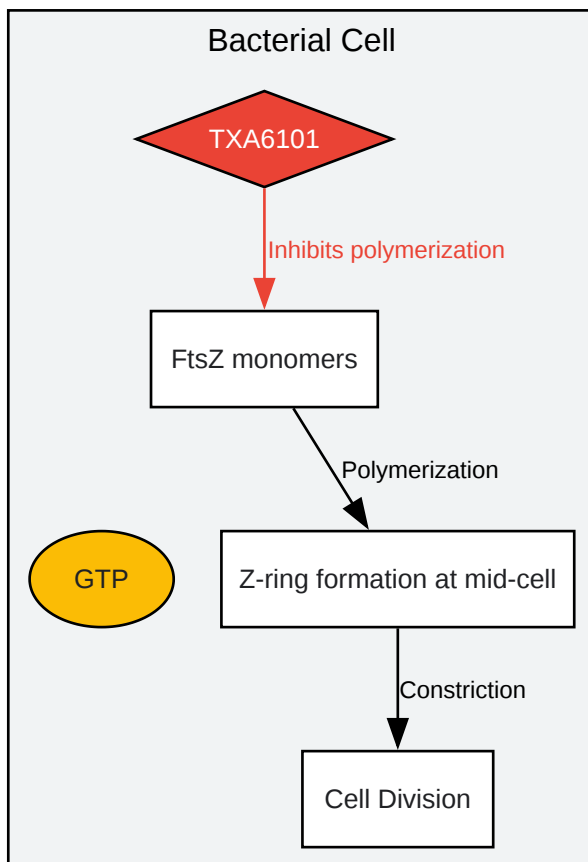 Bacterial Cell
TXA6101
Inhibits polymerization
FtsZ monomers
Polymerization
GTP
Z-ring formation at mid-cell
Constriction
Cell Division